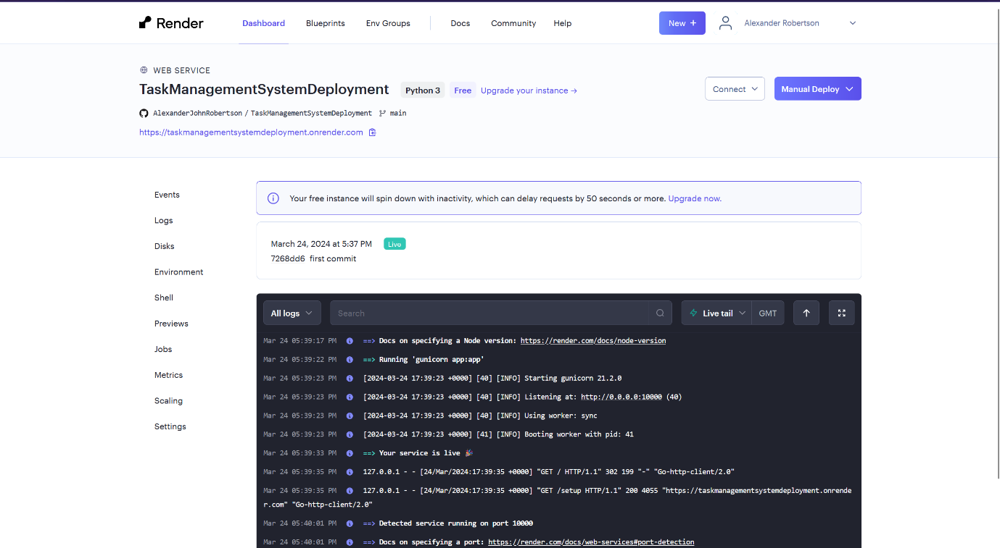 Render Dashboard Blueprints Env Groups Docs Community Help New + Alexander Robertson
WEB SERVICE
TaskManagementSystemDeployment Python 3 Free Upgrade your instance → Connect Manual Deploy
AlexanderJohnRobertson / TaskManagementSystemDeployment main
https://taskmanagementsystemdeployment.onrender.com
Events
Logs
Disks
Environment
Shell
Previews
Jobs
Metrics
Scaling
Settings
Your free instance will spin down with inactivity, which can delay requests by 50 seconds or more. Upgrade now.
March 24, 2024 at 5:37 PM Live
7268dd6 first commit
All logs Search Live tail GMT
Mar 24 05:39:17 PM ==> Docs on specifying a Node version: https://render.com/docs/node-version
Mar 24 05:39:22 PM ==> Running 'gunicorn app:app'
Mar 24 05:39:23 PM [2024-03-24 17:39:23 +0000] [40] [INFO] Starting gunicorn 21.2.0
Mar 24 05:39:23 PM [2024-03-24 17:39:23 +0000] [40] [INFO] Listening at: http://0.0.0.0:10000 (40)
Mar 24 05:39:23 PM [2024-03-24 17:39:23 +0000] [40] [INFO] Using worker: sync
Mar 24 05:39:23 PM [2024-03-24 17:39:23 +0000] [41] [INFO] Booting worker with pid: 41
Mar 24 05:39:33 PM ==> Your service is live 🎉
Mar 24 05:39:35 PM 127.0.0.1 - - [24/Mar/2024:17:39:35 +0000] "GET / HTTP/1.1" 302 199 "-" "Go-http-client/2.0"
Mar 24 05:39:35 PM 127.0.0.1 - - [24/Mar/2024:17:39:35 +0000] "GET /setup HTTP/1.1" 200 4055 "https://taskmanagementsystemdeployment.onrende
r.com" "Go-http-client/2.0"
Mar 24 05:40:01 PM ==> Detected service running on port 10000
Mar 24 05:40:01 PM ==> Docs on specifying a port: https://render.com/docs/web-services#port-detection